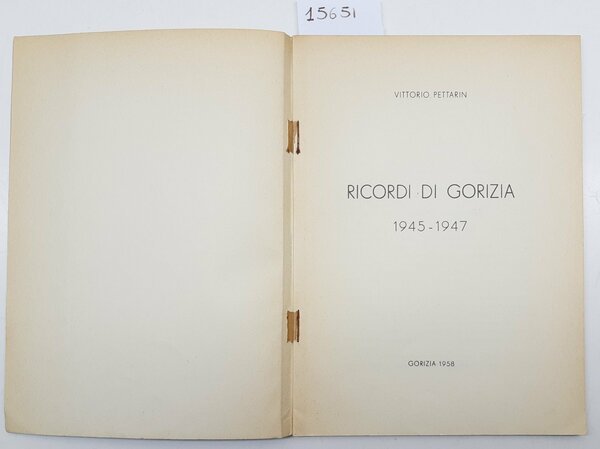 15651
VITTORIO PETTARIN
RICORDI DI GORIZIA
1945-1947
GORIZIA 1958